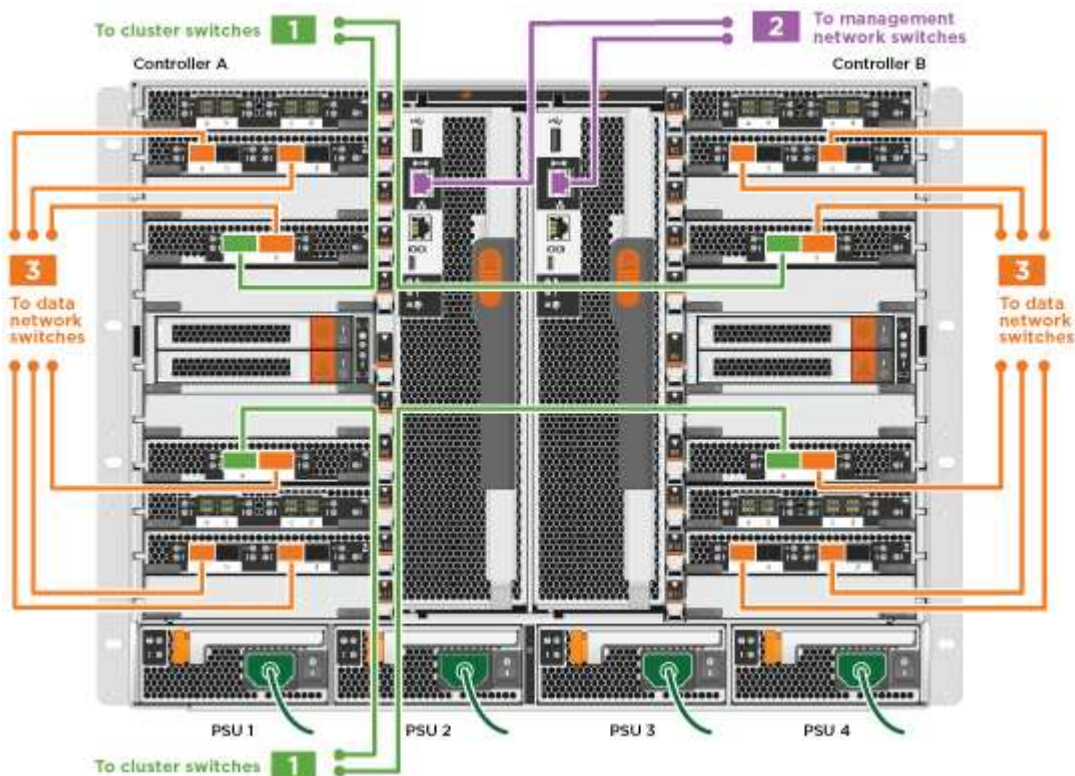 To cluster switches 1
2 To management
network switches
Controller A
Controller B
3
To data
network
switches
3
To data
network
switches
PSU 1
PSU 2
PSU 3
PSU 4
To cluster switches 1